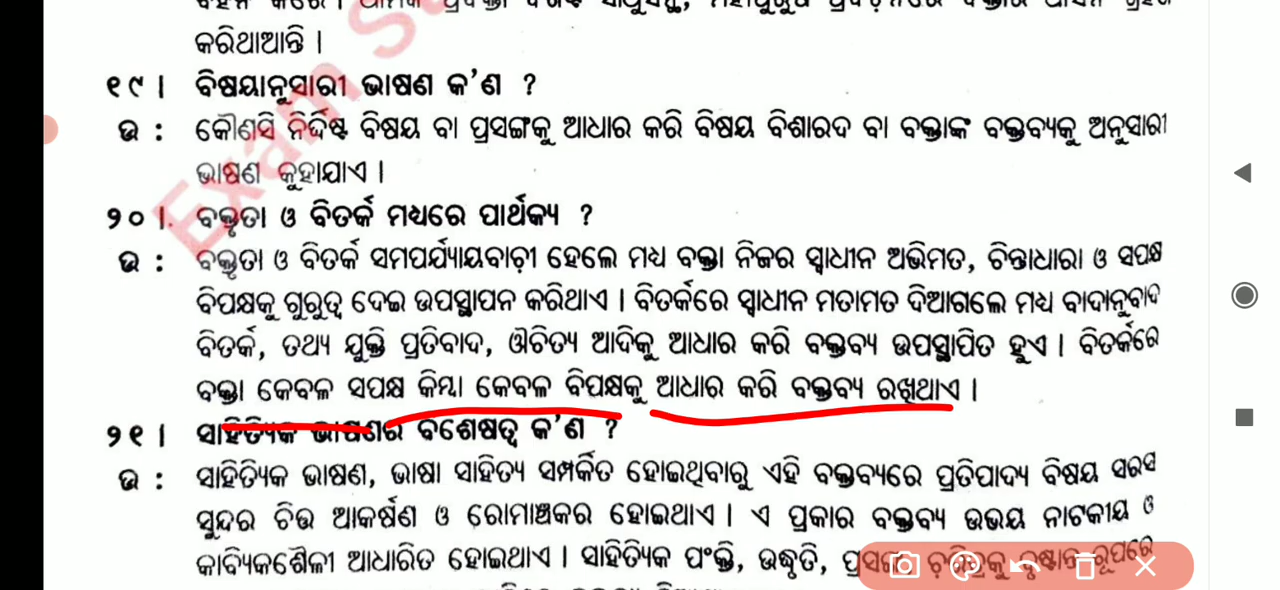 କରିଥାଆନ୍ତି ।
୧୯। ବିଷୟାନୁସାରୀ ଭାଷଣ କ'ଣ ?
ଉ : କୌଣସି ନିର୍ଦ୍ଦିଷ୍ଟ ବିଷୟ ବା ପ୍ରସଙ୍ଗକୁ ଆଧାର କରି ବିଷୟ ବିଶାରଦ ବା ବକ୍ତାଙ୍କ ବକ୍ତବ୍ୟକୁ ଅନୁସାରୀ
ଭାଷଣ କୁହାଯାଏ ।
୨୦। ବକ୍ତୃତା ଓ ବିତର୍କ ମଧ୍ୟରେ ପାର୍ଥକ୍ୟ ?
ଉ : ବକ୍ତୃତା ଓ ବିତର୍କ ସମପର୍ଯ୍ୟାୟବାଚୀ ହେଲେ ମଧ୍ୟ ବକ୍ତା ନିଜର ସ୍ୱାଧୀନ ଅଭିମତ, ଚିନ୍ତାଧାରା ଓ ସପକ୍ଷ
ବିପକ୍ଷକୁ ଗୁରୁତ୍ୱ ଦେଇ ଉପସ୍ଥାପନ କରିଥାଏ । ବିତର୍କରେ ସ୍ୱାଧୀନ ମତାମତ ଦିଆଗଲେ ମଧ୍ୟ ବାଦାନୁବାଦ
ବିତର୍କ, ତଥ୍ୟ ଯୁକ୍ତି ପ୍ରତିବାଦ, ଔଚିତ୍ୟ ଆଦିକୁ ଆଧାର କରି ବକ୍ତବ୍ୟ ଉପସ୍ଥାପିତ ହୁଏ । ବିତର୍କରେ
ବକ୍ତା କେବଳ ସପକ୍ଷ କିମ୍ବା କେବଳ ବିପକ୍ଷକୁ ଆଧାର କରି ବକ୍ତବ୍ୟ ରଖିଥାଏ ।
୨୧। ସାହିତ୍ୟିକ ଭାଷଣର ବିଶେଷତ୍ୱ କ'ଣ ?
ଉ : ସାହିତ୍ୟିକ ଭାଷଣ, ଭାଷା ସାହିତ୍ୟ ସମ୍ପର୍କିତ ହୋଇଥିବାରୁ ଏହି ବକ୍ତବ୍ୟରେ ପ୍ରତିପାଦ୍ୟ ବିଷୟ ସରସ
ସୁନ୍ଦର ଚିତ୍ତ ଆକର୍ଷଣ ଓ ରୋମାଞ୍ଚକର ହୋଇଥାଏ । ଏ ପ୍ରକାର ବକ୍ତବ୍ୟ ଉଭୟ ନାଟକୀୟ ଓ
କାବ୍ୟିକଶୈଳୀ ଆଧାରିତ ହୋଇଥାଏ । ସାହିତ୍ୟିକ ପଂକ୍ତି, ଉଦ୍ଧୃତି, ଚରିତ୍ରକୁ ଦୃଷ୍ଟାନ୍ତ ରୂପରେ
Exam